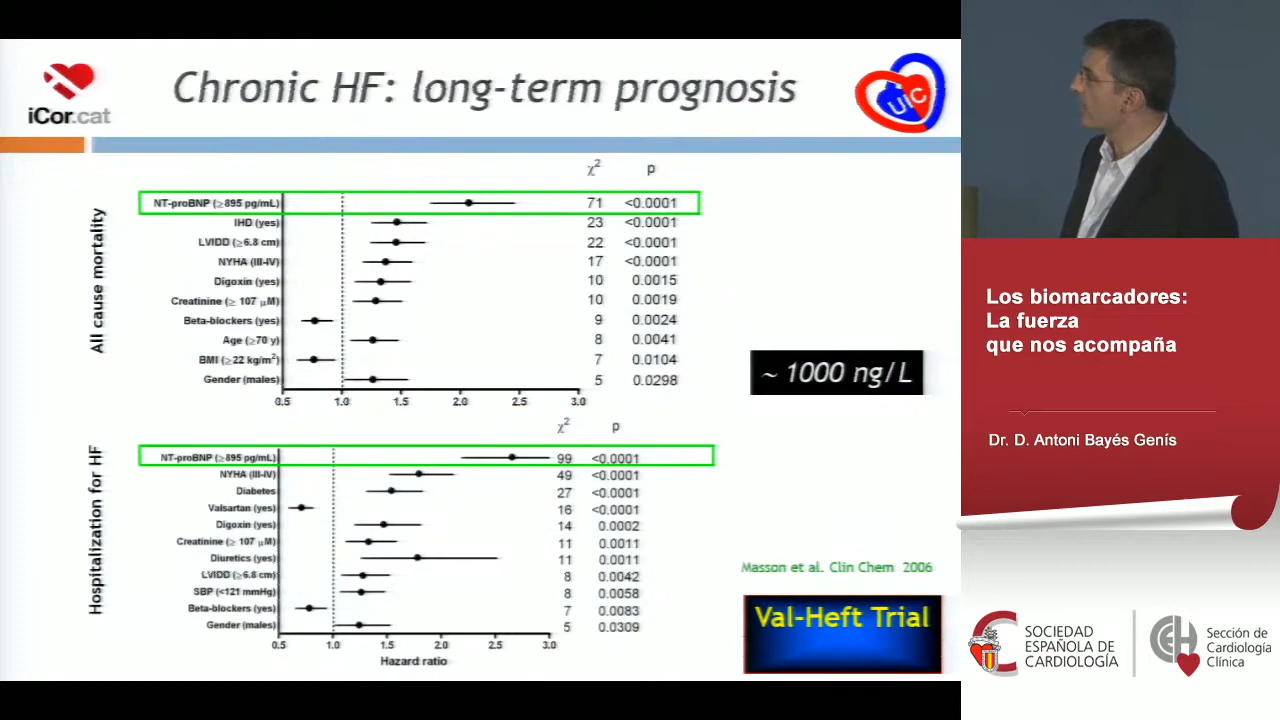 iCor.cat
Chronic HF: long-term prognosis
UIC
χ² p
All cause mortality
NT-proBNP (≥895 pg/mL) 71 <0.0001
IHD (yes) 23 <0.0001
LVIDD (≥6.8 cm) 22 <0.0001
NYHA (III-IV) 17 <0.0001
Digoxin (yes) 10 0.0015
Creatinine (≥ 107 µM) 10 0.0019
Beta-blockers (yes) 9 0.0024
Age (≥70 y) 8 0.0041
BMI (≥22 kg/m²) 7 0.0104
Gender (males) 5 0.0298
0.5 1.0 1.5 2.0 2.5 3.0
~ 1000 ng/L
χ² p
Hospitalization for HF
NT-proBNP (≥895 pg/mL) 99 <0.0001
NYHA (III-IV) 49 <0.0001
Diabetes 27 <0.0001
Valsartan (yes) 16 <0.0001
Digoxin (yes) 14 0.0002
Creatinine (≥ 107 µM) 11 0.0011
Diuretics (yes) 11 0.0011
LVIDD (≥6.8 cm) 8 0.0042
SBP (<121 mmHg) 8 0.0058
Beta-blockers (yes) 7 0.0083
Gender (males) 5 0.0309
0.5 1.0 1.5 2.0 2.5 3.0
Hazard ratio
Masson et al. Clin Chem 2006
Val-Heft Trial
Los biomarcadores:
La fuerza
que nos acompaña
Dr. D. Antoni Bayés Genís
SOCIEDAD
ESPAÑOLA DE
CARDIOLOGÍA
Sección de
Cardiología
Clínica